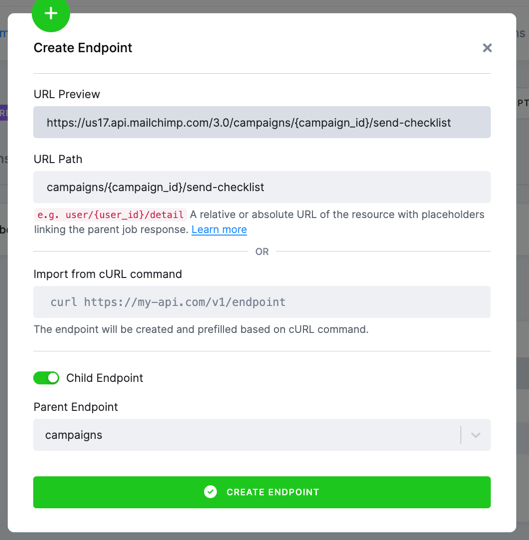 Create Endpoint
URL Preview
https://us17.api.mailchimp.com/3.0/campaigns/{campaign_id}/send-checklist
URL Path
campaigns/{campaign_id}/send-checklist
e.g. user/{user_id}/detail A relative or absolute URL of the resource with placeholders
linking the parent job response. Learn more
OR
Import from cURL command
curl https://my-api.com/v1/endpoint
The endpoint will be created and prefilled based on cURL command.
Child Endpoint
Parent Endpoint
campaigns
CREATE ENDPOINT